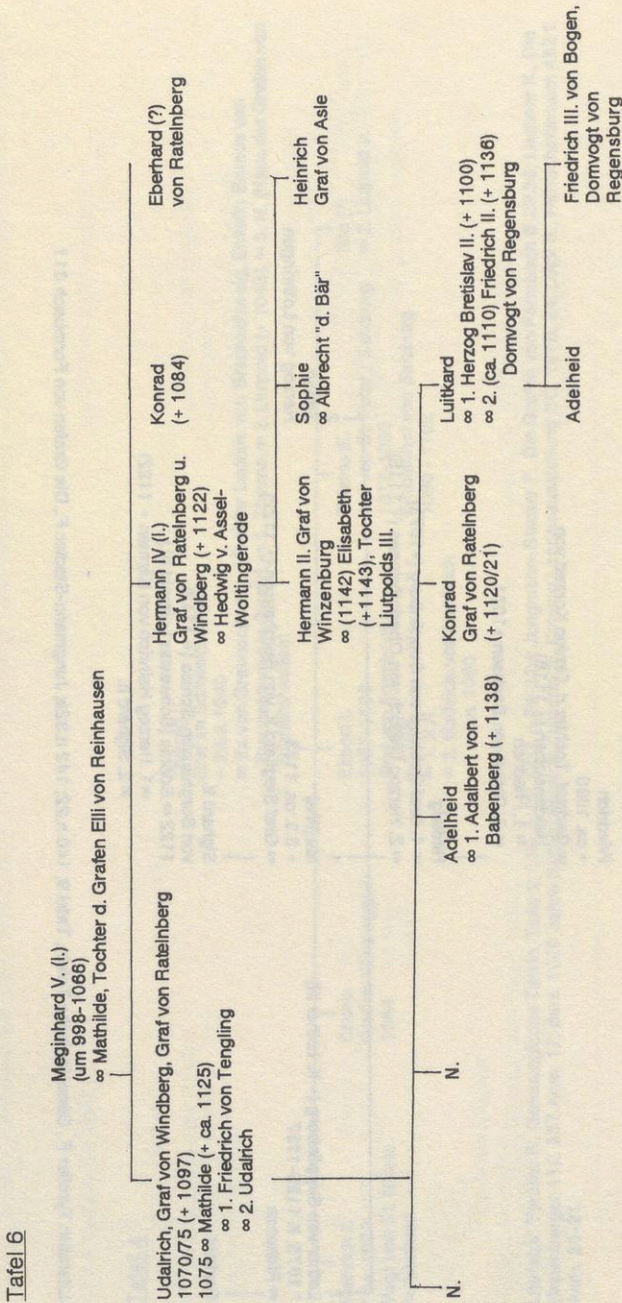 Tafel 6
Meginhard V. (I.)
(um 998-1066)
∞ Mathilde, Tochter d. Grafen Elli von Reinhausen
Udalrich, Graf von Windberg, Graf von Ratelnberg
1070/75 (+ 1097)
1075 ∞ Mathilde (+ ca. 1125)
∞ 1. Friedrich von Tengling
∞ 2. Udalrich
Hermann IV (I.)
Graf von Ratelnberg u.
Windberg (+ 1122)
∞ Hedwig v. Assel-
Woltingerode
Konrad
(+ 1084)
Eberhard (?)
von Ratelnberg
Hermann II. Graf von
Winzenburg
∞ (1142) Elisabeth
(+1143), Tochter
Liutpolds III.
Sophie
∞ Albrecht "d. Bär"
Heinrich
Graf von Asle
N.
N.
Adelheid
∞ 1. Adalbert von
Babenberg (+ 1138)
Konrad
Graf von Ratelnberg
(+ 1120/21)
Luitkard
∞ 1. Herzog Bretislav II. (+ 1100)
∞ 2. (ca. 1110) Friedrich II. (+ 1136)
Domvogt von Regensburg
Adelheid
Friedrich III. von Bogen,
Domvogt von
Regensburg